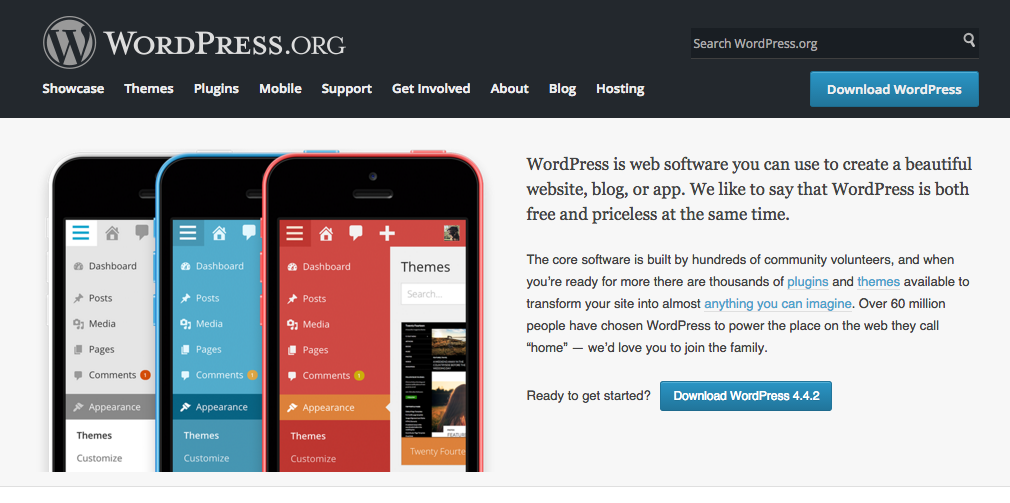 WORDPRESS.ORG
Search WordPress.org
Showcase Themes Plugins Mobile Support Get Involved About Blog Hosting
Download WordPress
WordPress is web software you can use to create a beautiful
website, blog, or app. We like to say that WordPress is both
free and priceless at the same time.
The core software is built by hundreds of community volunteers, and when
you’re ready for more there are thousands of plugins and themes available to
transform your site into almost anything you can imagine. Over 60 million
people have chosen WordPress to power the place on the web they call
“home” — we’d love you to join the family.
Ready to get started? Download WordPress 4.4.2
Dashboard
Posts
Media
Pages
Comments 1
Appearance
Themes
Customize
Dashboard
Posts
Media
Pages
Comments 1
Appearance
Themes
Customize
Dashboard
Posts
Media
Pages
Comments 1
Appearance
Themes
Customize
Themes
Search...
Twenty Fourte